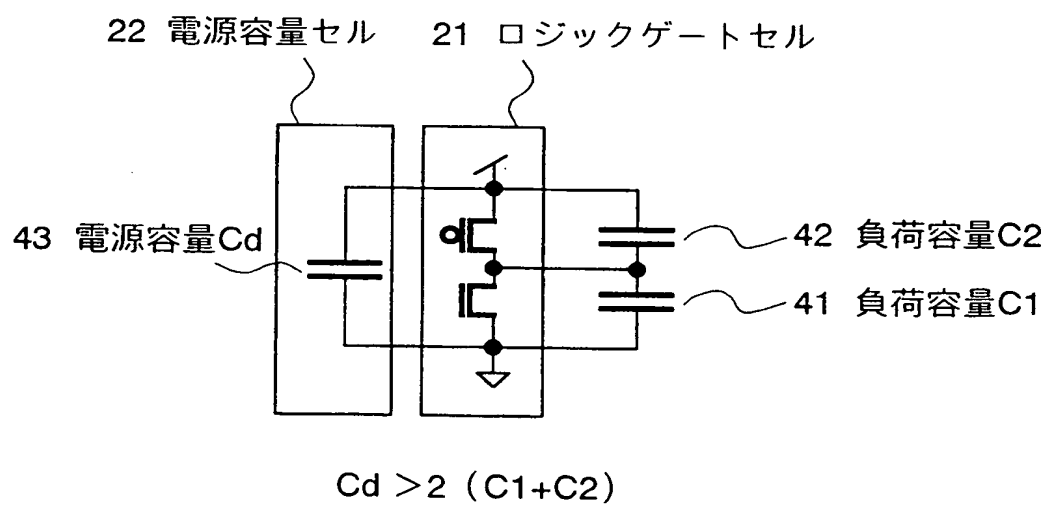 22 電源容量セル
21 ロジックゲートセル
43 電源容量Cd
42 負荷容量C2
41 負荷容量C1
Cd >2（C1+C2）